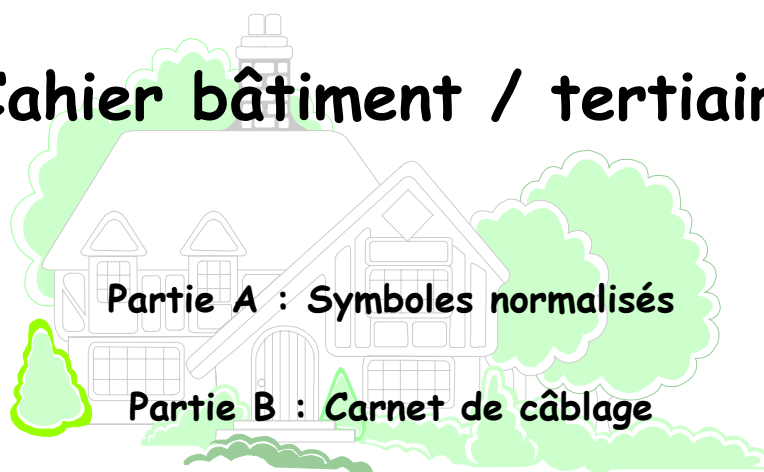 Cahier bâtiment / tertiair
Partie A : Symboles normalisés
Partie B : Carnet de câblage